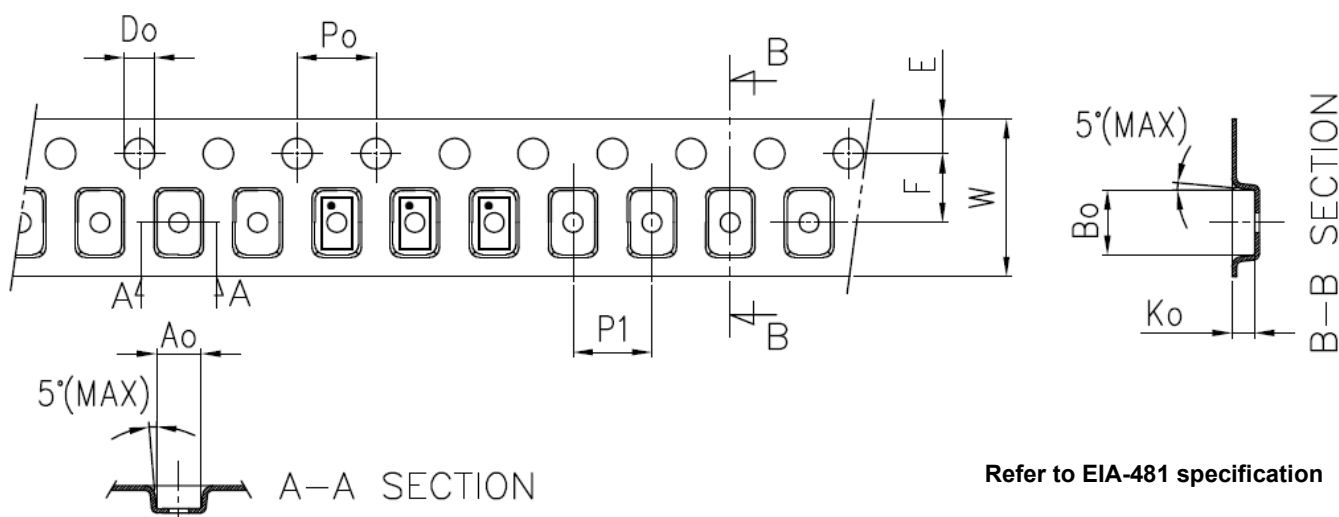 Do
Po
B
E
5°(MAX)
F
W
Bo
B-B SECTION
A
A
Ko
Ao
P1
B
5°(MAX)
A-A SECTION
Refer to EIA-481 specification